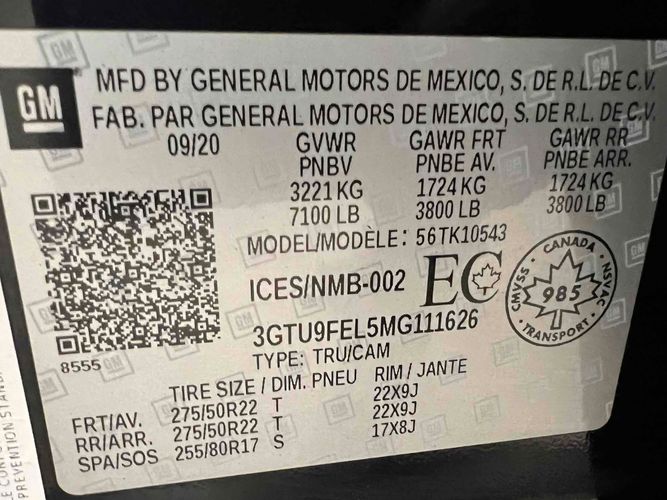 GM
MFD BY GENERAL MOTORS DE MEXICO, S. DE R.L. DE C.V.
FAB. PAR GENERAL MOTORS DE MEXICO, S. DE R.L. DE C.V.
09/20 GVWR GAWR FRT GAWR RR
PNBV PNBE AV. PNBE ARR.
3221 KG 1724 KG 1724 KG
7100 LB 3800 LB 3800 LB
MODEL/MODÈLE: 56TK10543
ICES/NMB-002 EC
CANADA
CMVSS 985 NSVAC
TRANSPORT
3GTU9FEL5MG111626
8555
TYPE: TRU/CAM
TIRE SIZE / DIM. PNEU RIM / JANTE
FRT/AV. 275/50R22 T 22X9J
RR/ARR. 275/50R22 T 22X9J
SPA/SOS 255/80R17 S 17X8J
PREVENTION